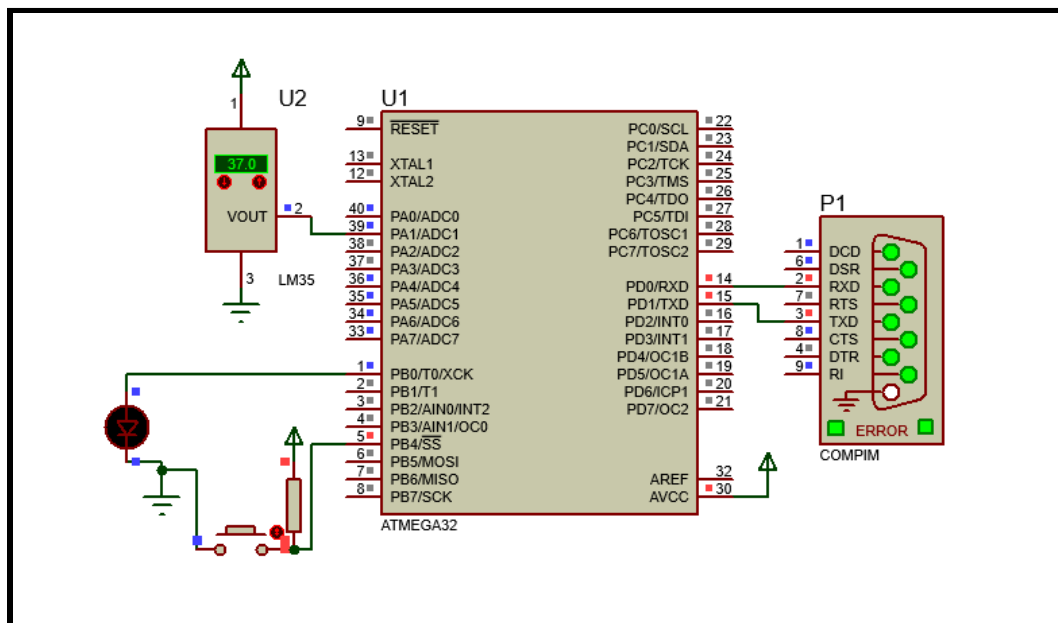 U2
1
37.0
VOUT
2
3
LM35
U1
9 RESET
13 XTAL1
12 XTAL2
40 PA0/ADC0
39 PA1/ADC1
38 PA2/ADC2
37 PA3/ADC3
36 PA4/ADC4
35 PA5/ADC5
34 PA6/ADC6
33 PA7/ADC7
1 PB0/T0/XCK
2 PB1/T1
3 PB2/AIN0/INT2
4 PB3/AIN1/OC0
5 PB4/SS
6 PB5/MOSI
7 PB6/MISO
8 PB7/SCK
PC0/SCL 22
PC1/SDA 23
PC2/TCK 24
PC3/TMS 25
PC4/TDO 26
PC5/TDI 27
PC6/TOSC1 28
PC7/TOSC2 29
PD0/RXD 14
PD1/TXD 15
PD2/INT0 16
PD3/INT1 17
PD4/OC1B 18
PD5/OC1A 19
PD6/ICP1 20
PD7/OC2 21
AREF 32
AVCC 30
ATMEGA32
P1
1 DCD
6 DSR
2 RXD
7 RTS
3 TXD
8 CTS
4 DTR
9 RI
ERROR
COMPIM